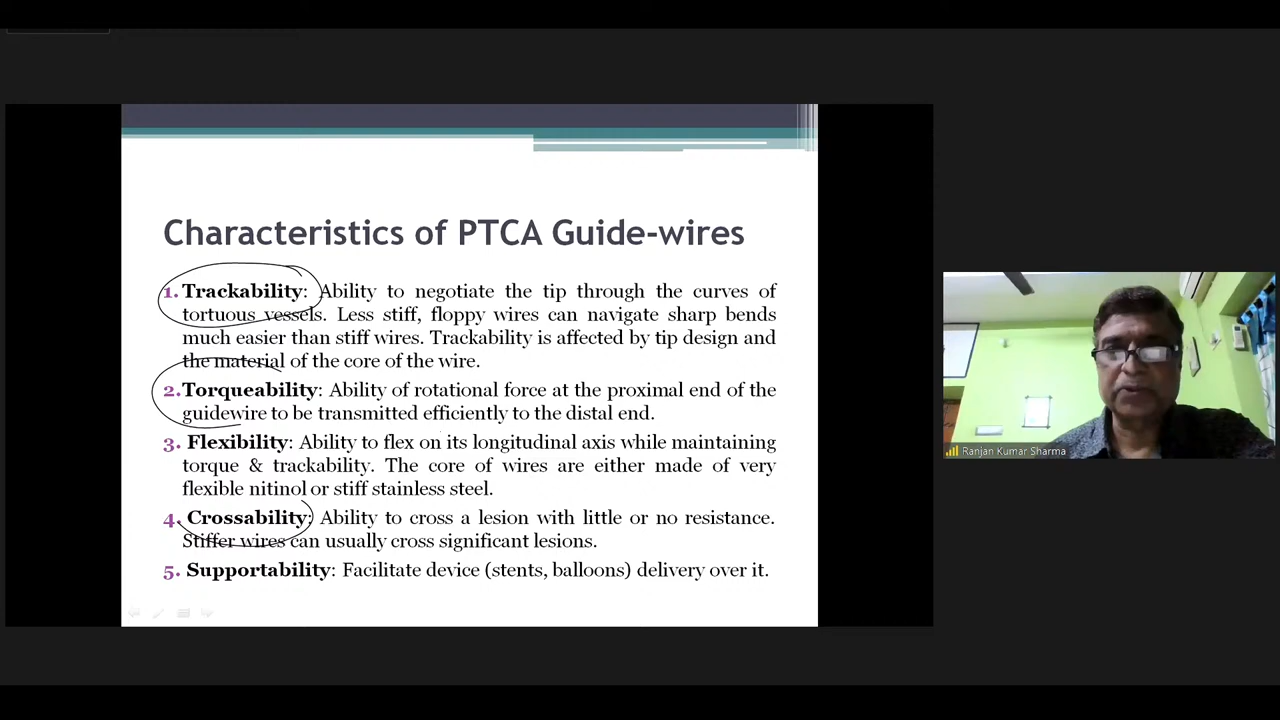 Characteristics of PTCA Guide-wires
1. Trackability: Ability to negotiate the tip through the curves of
tortuous vessels. Less stiff, floppy wires can navigate sharp bends
much easier than stiff wires. Trackability is affected by tip design and
the material of the core of the wire.
2. Torqueability: Ability of rotational force at the proximal end of the
guidewire to be transmitted efficiently to the distal end.
3. Flexibility: Ability to flex on its longitudinal axis while maintaining
torque & trackability. The core of wires are either made of very
flexible nitinol or stiff stainless steel.
4. Crossability: Ability to cross a lesion with little or no resistance.
Stiffer wires can usually cross significant lesions.
5. Supportability: Facilitate device (stents, balloons) delivery over it.
Ranjan Kumar Sharma